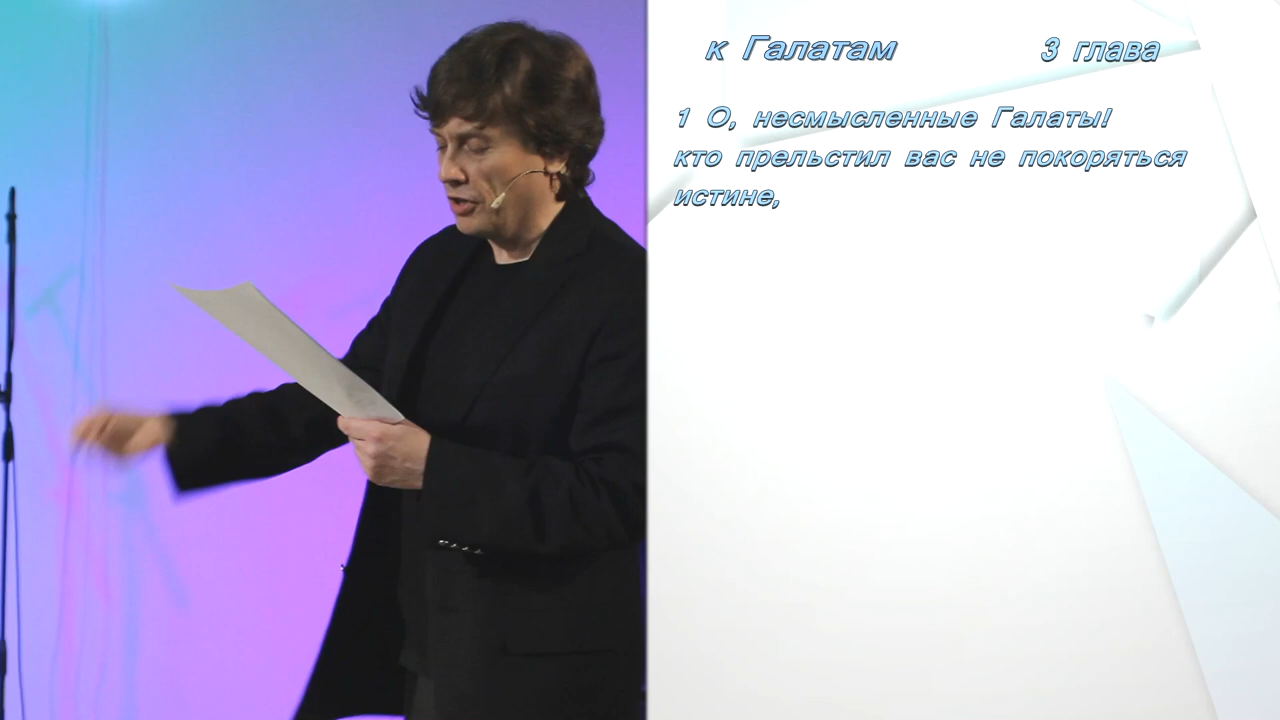 к Галатам 3 глава
1 О, несмысленные Галаты!
кто прельстил вас не покоряться
истине,